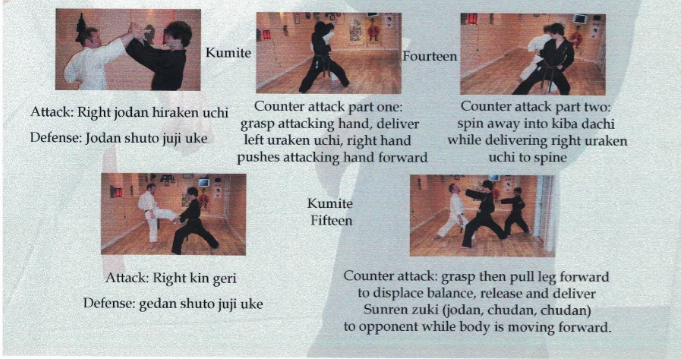 Kumite
Fourteen
Attack: Right jodan hiraken uchi
Defense: Jodan shuto juji uke
Counter attack part one:
grasp attacking hand, deliver
left uraken uchi, right hand
pushes attacking hand forward
Counter attack part two:
spin away into kiba dachi
while delivering right uraken
uchi to spine
Kumite
Fifteen
Attack: Right kin geri
Defense: gedan shuto juji uke
Counter attack: grasp then pull leg forward
to displace balance, release and deliver
Sunren zuki (jodan, chudan, chudan)
to opponent while body is moving forward.